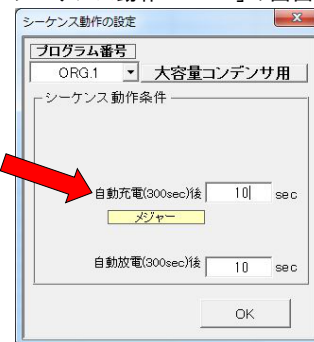 シーケンス動作の設定
プログラム番号
ORG.1 大容量コンデンサ用
シーケンス動作条件
自動充電(300sec)後 10 sec
メジャー
自動放電(300sec)後 10 sec
OK